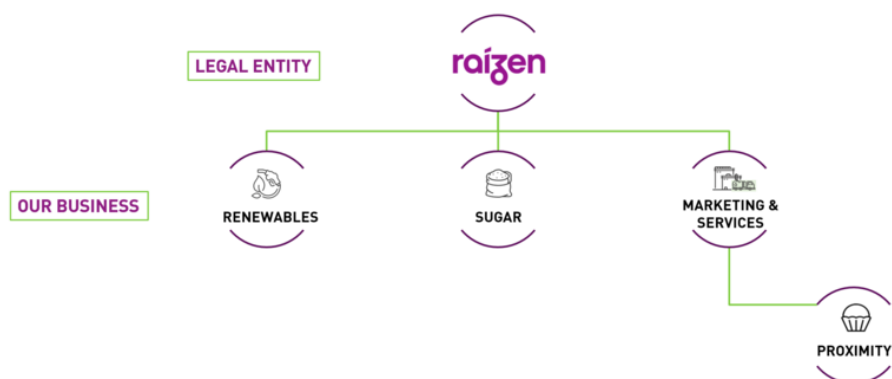 LEGAL ENTITY
raízen
OUR BUSINESS
RENEWABLES
SUGAR
MARKETING &
SERVICES
PROXIMITY